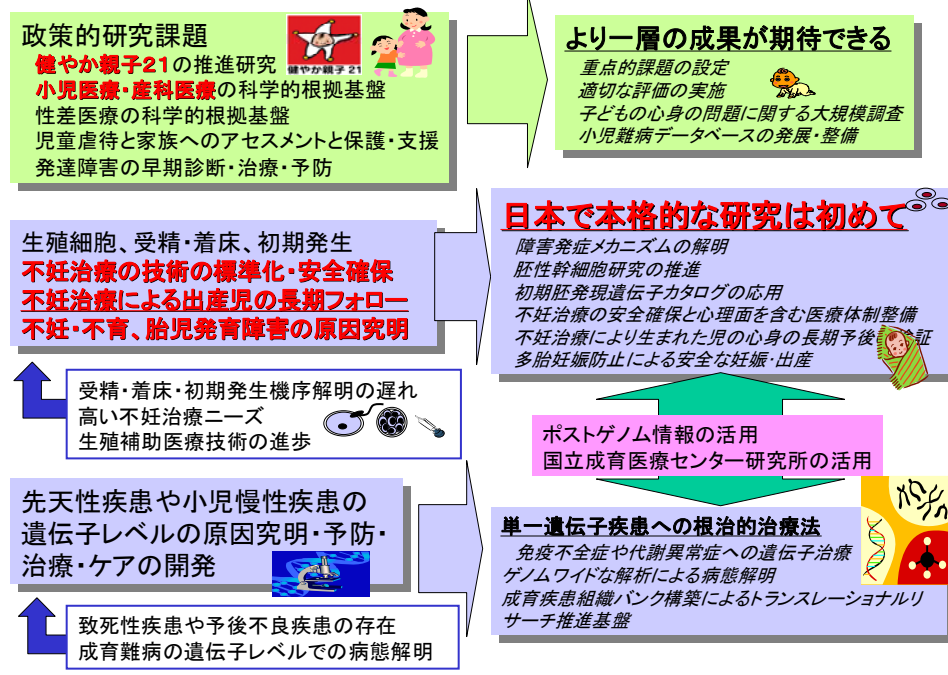 政策的研究課題
健やか親子21の推進研究
小児医療・産科医療の科学的根拠基盤
性差医療の科学的根拠基盤
児童虐待と家族へのアセスメントと保護・支援
発達障害の早期診断・治療・予防
健やか親子 21
より一層の成果が期待できる
重点的課題の設定
適切な評価の実施
子どもの心身の問題に関する大規模調査
小児難病データベースの発展・整備
生殖細胞、受精・着床、初期発生
不妊治療の技術の標準化・安全確保
不妊治療による出産児の長期フォロー
不妊・不育、胎児発育障害の原因究明
日本で本格的な研究は初めて
障害発症メカニズムの解明
胚性幹細胞研究の推進
初期胚発現遺伝子カタログの応用
不妊治療の安全確保と心理面を含む医療体制整備
不妊治療により生まれた児の心身の長期予後 証
多胎妊娠防止による安全な妊娠・出産
受精・着床・初期発生機序解明の遅れ
高い不妊治療ニーズ
生殖補助医療技術の進歩
ポストゲノム情報の活用
国立成育医療センター研究所の活用
先天性疾患や小児慢性疾患の
遺伝子レベルの原因究明・予防・
治療・ケアの開発
単一遺伝子疾患への根治的治療法
免疫不全症や代謝異常症への遺伝子治療
ゲノムワイドな解析による病態解明
成育疾患組織バンク構築によるトランスレーショナルリ
サーチ推進基盤
致死性疾患や予後不良疾患の存在
成育難病の遺伝子レベルでの病態解明